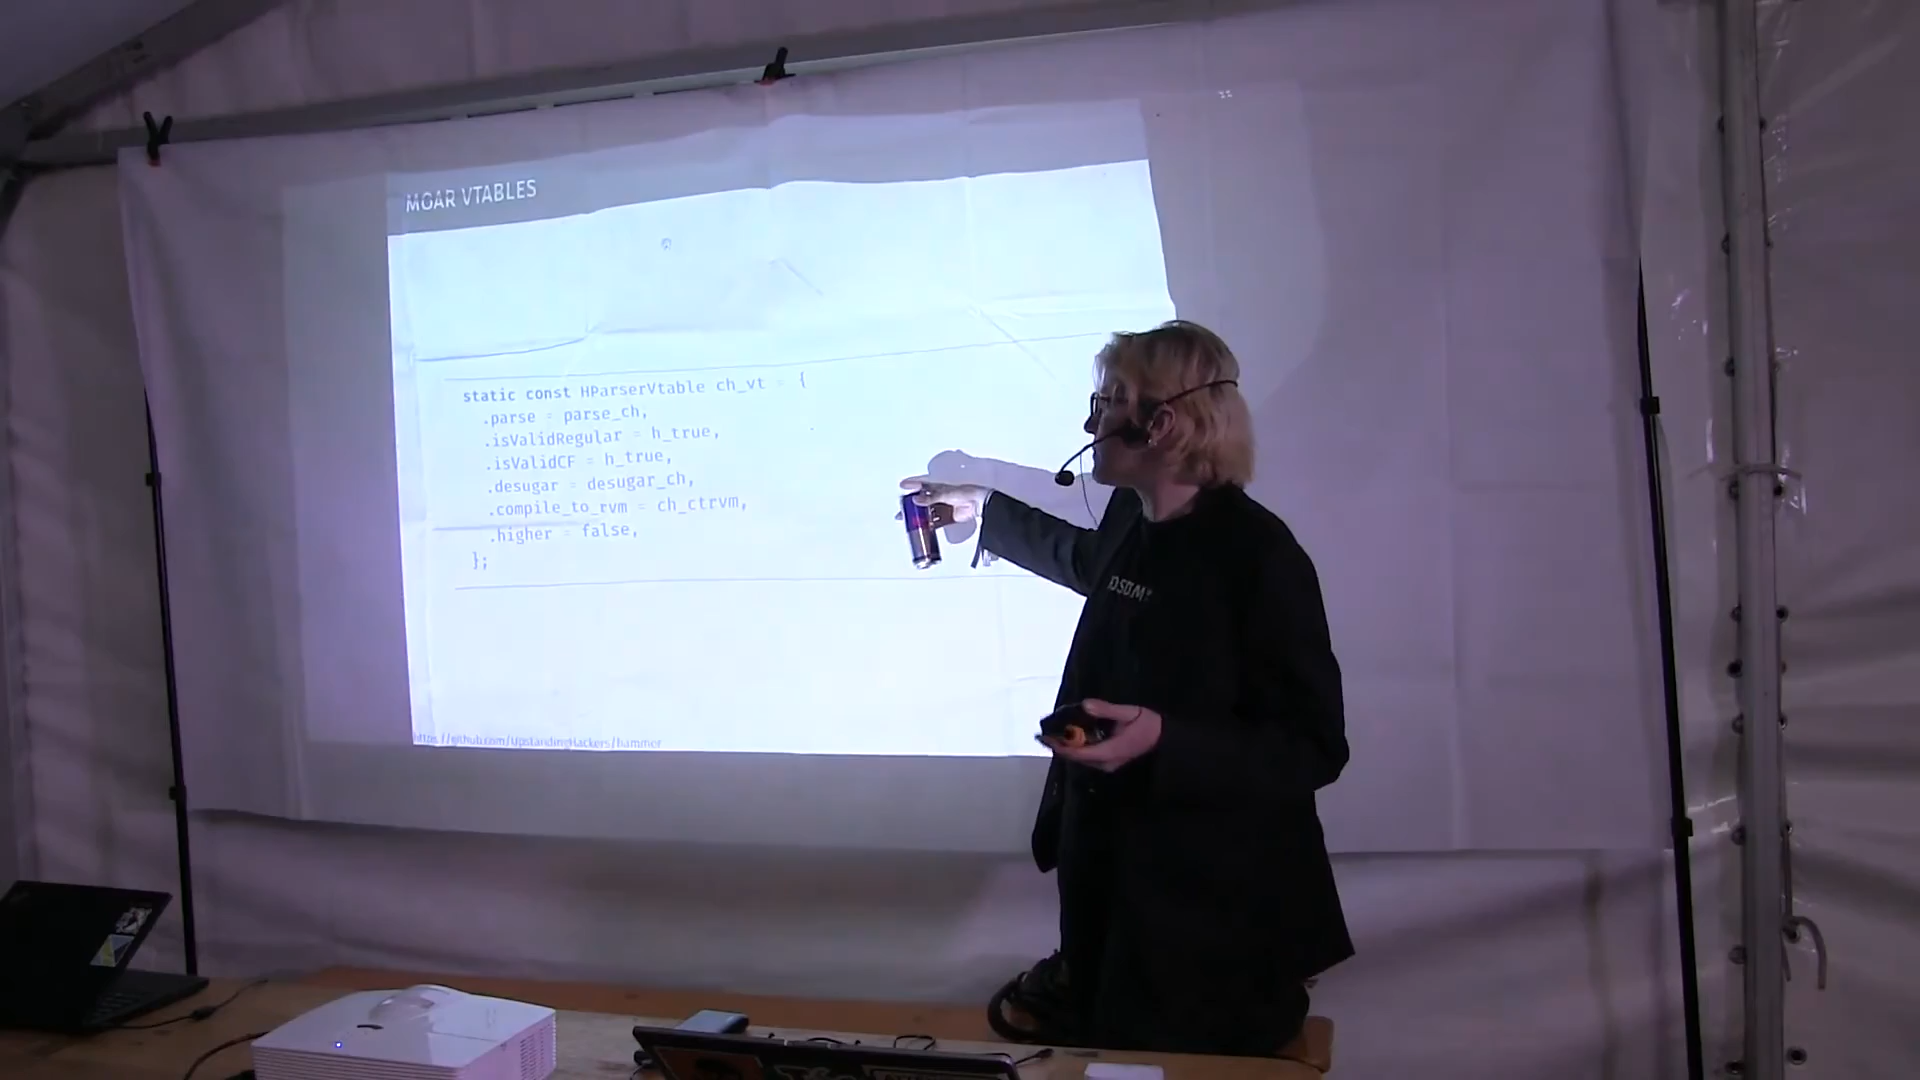 MOAR VTABLES
static const HParserVtable ch_vt = {
.parse = parse_ch,
.isValidRegular = h_true,
.isValidCF = h_true,
.desugar = desugar_ch,
.compile_to_rvm = ch_ctrvm,
.higher = false,
};
https://github.com/UpstandingHackers/hammer